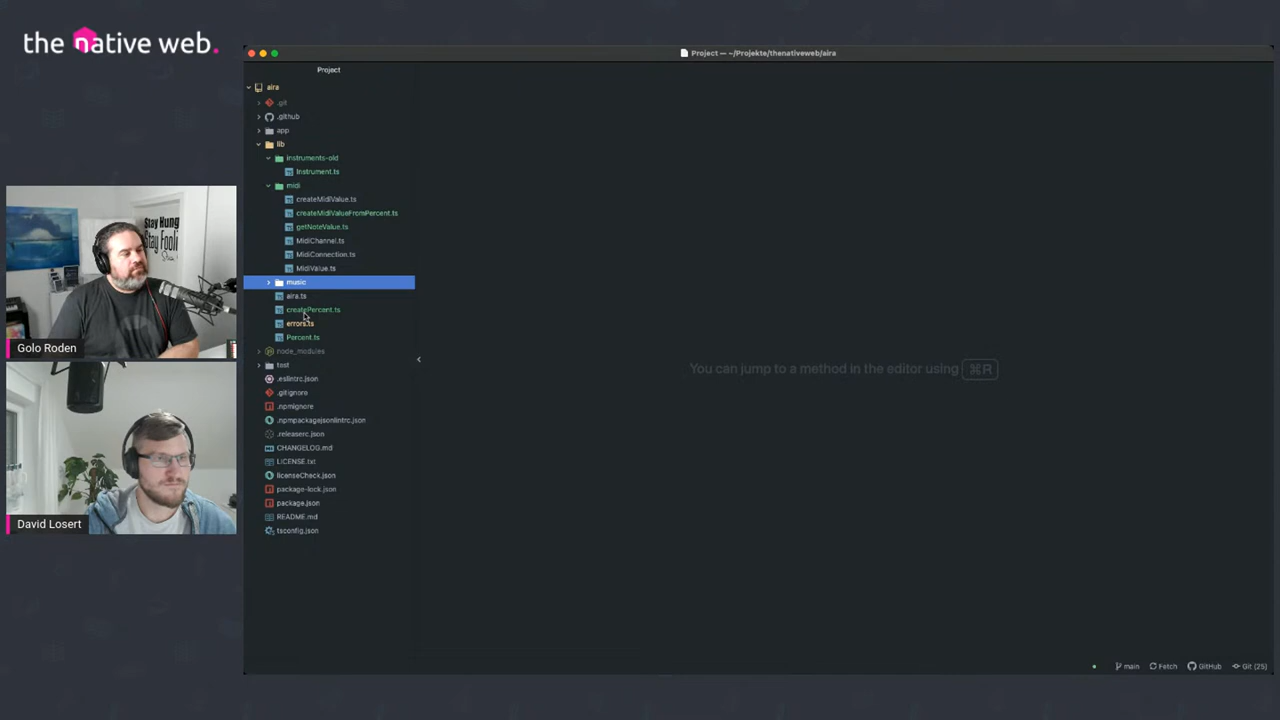 the native web.
Project — ~/Projekte/thenativeweb/aira
Project
aira
.git
.github
app
lib
instruments-old
Instrument.ts
midi
createMidiValue.ts
createMidiValueFromPercent.ts
getNoteValue.ts
MidiChannel.ts
MidiConnection.ts
MidiValue.ts
music
aira.ts
createPercent.ts
errors.ts
Percent.ts
node_modules
test
.eslintrc.json
.gitignore
.npmignore
.npmpackagejsonlintrc.json
.releaserc.json
CHANGELOG.md
LICENSE.txt
licenseCheck.json
package-lock.json
package.json
README.md
tsconfig.json
You can jump to a method in the editor using ⌘R
main Fetch GitHub Git (25)
Stay Hung
Stay Fooli
Golo Roden
David Losert